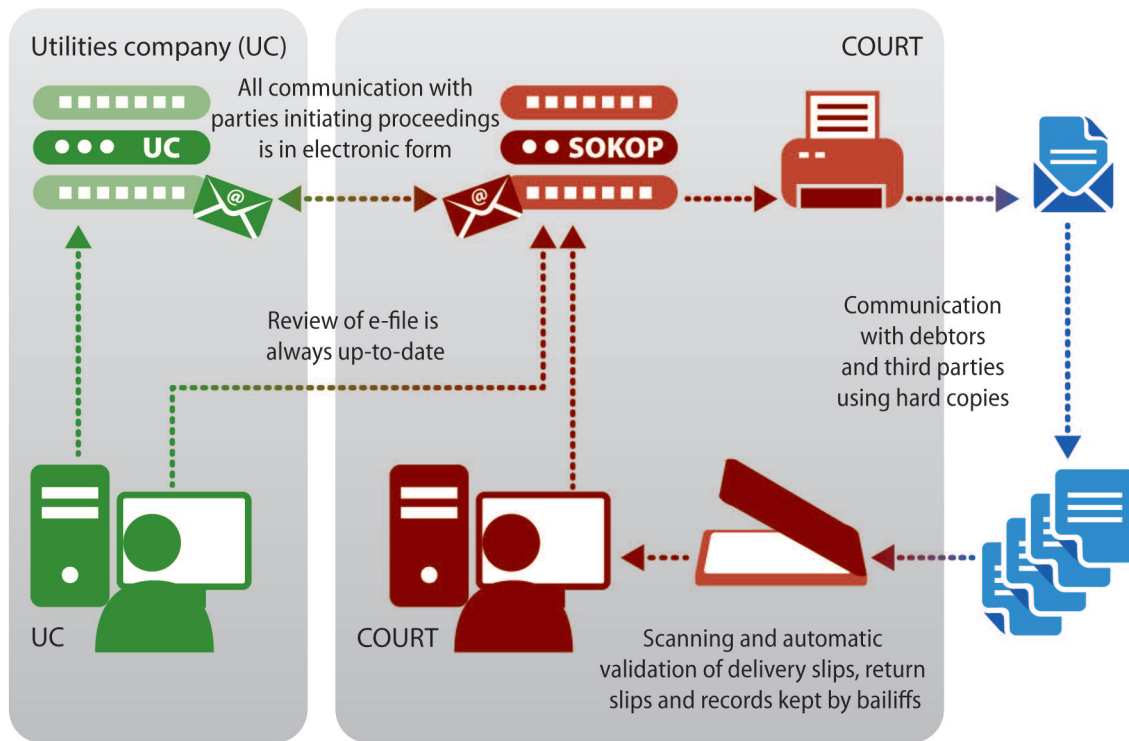 Utilities company (UC)
COURT
All communication with
parties initiating proceedings
is in electronic form
UC
SOKOP
@
@
Review of e-file is
always up-to-date
Communication
with debtors
and third parties
using hard copies
UC
COURT
Scanning and automatic
validation of delivery slips, return
slips and records kept by bailiffs